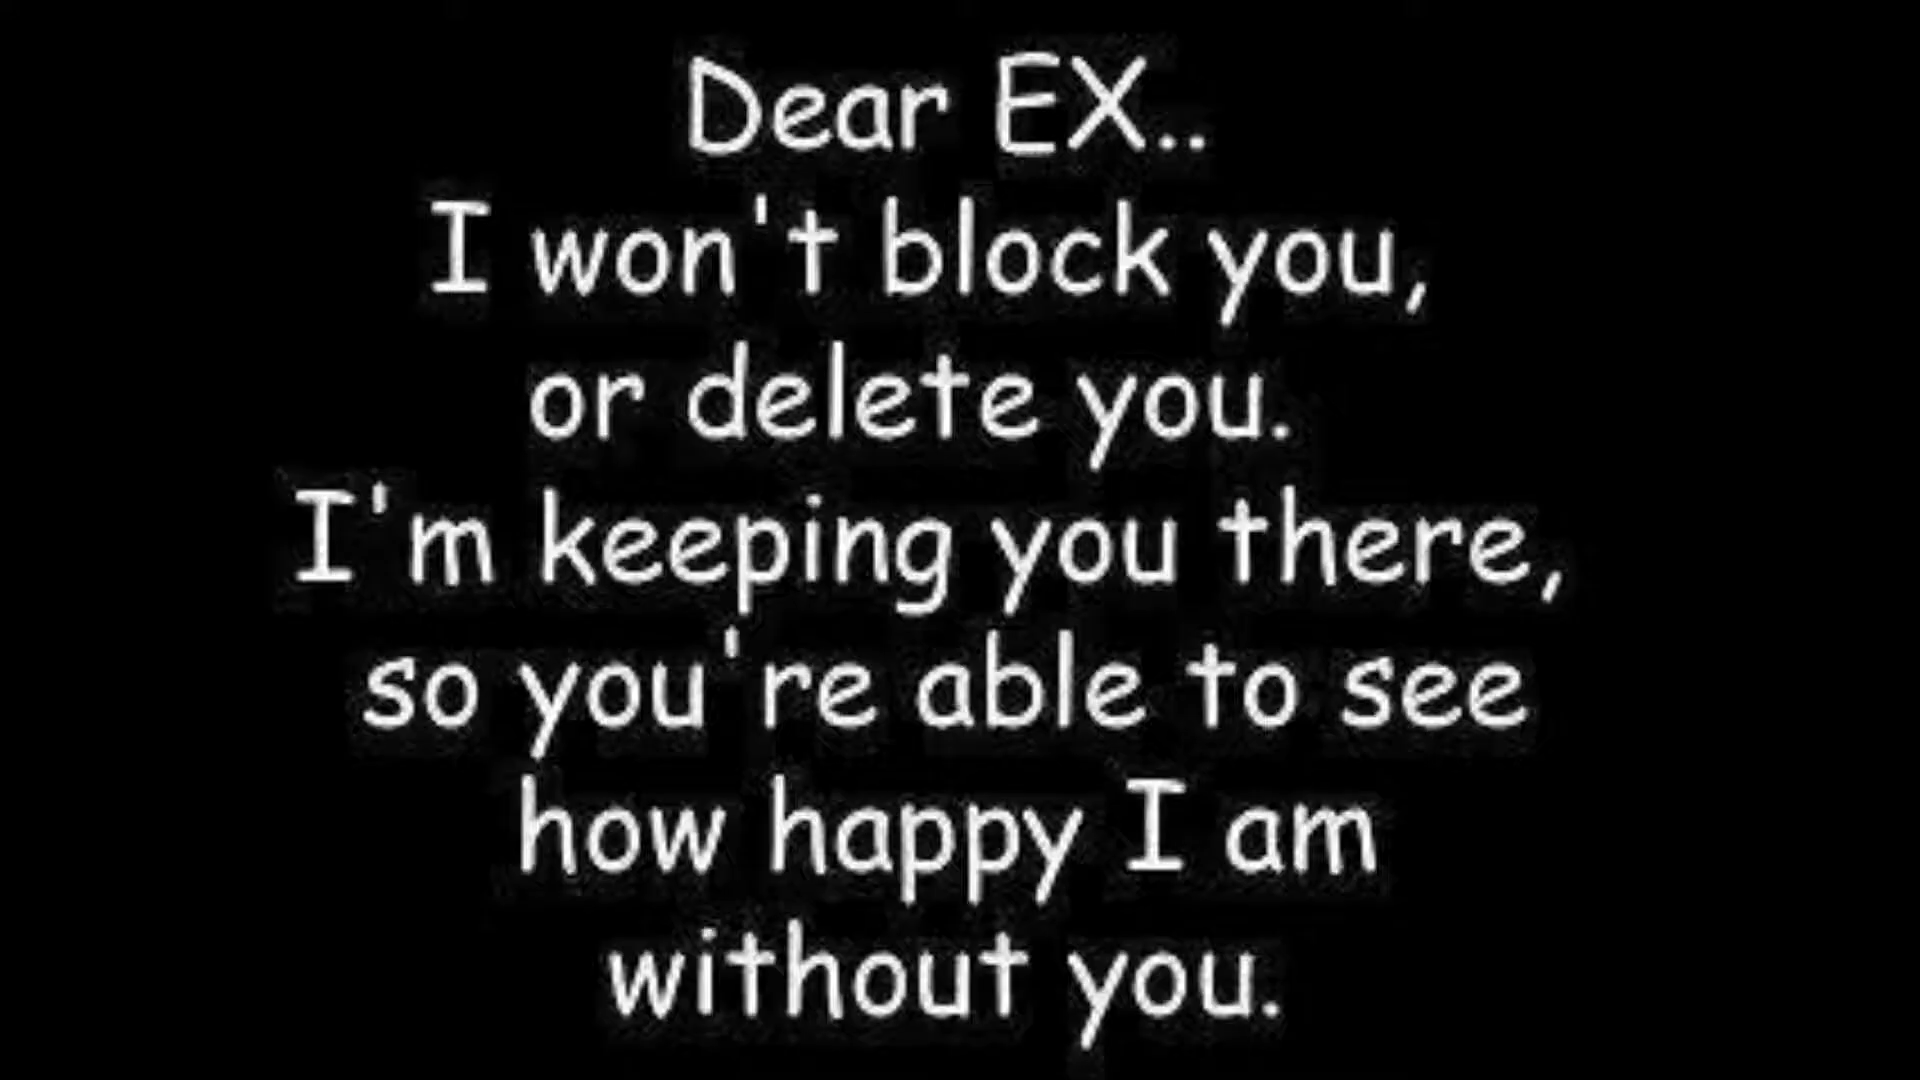 Dear EX..
I won't block you,
or delete you.
I'm keeping you there,
so you're able to see
how happy I am
without you.